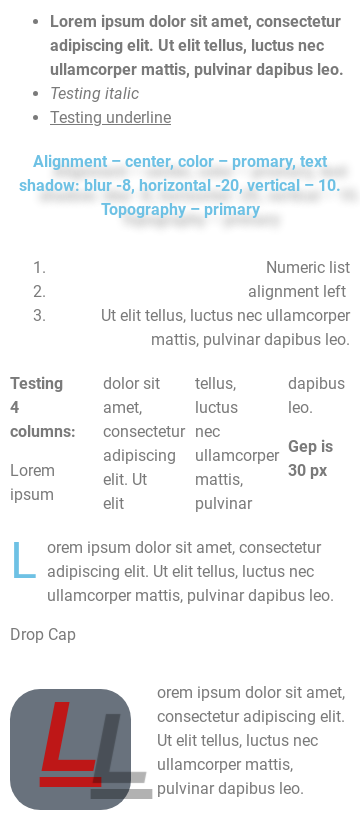 Lorem ipsum dolor sit amet, consectetur
adipiscing elit. Ut elit tellus, luctus nec
ullamcorper mattis, pulvinar dapibus leo.
Testing italic
Testing underline
Alignment – center, color – promary, text
shadow: blur -8, horizontal -20, vertical – 10.
Topography – primary
1. Numeric list
2. alignment left
3. Ut elit tellus, luctus nec ullamcorper
mattis, pulvinar dapibus leo.
Testing
4
columns:
Lorem
ipsum
dolor sit
amet,
consectetur
adipiscing
elit. Ut
elit
tellus,
luctus
nec
ullamcorper
mattis,
pulvinar
dapibus
leo.
Gep is
30 px
Lorem ipsum dolor sit amet, consectetur
adipiscing elit. Ut elit tellus, luctus nec
ullamcorper mattis, pulvinar dapibus leo.
Drop Cap
Lorem ipsum dolor sit amet,
consectetur adipiscing elit.
Ut elit tellus, luctus nec
ullamcorper mattis,
pulvinar dapibus leo.